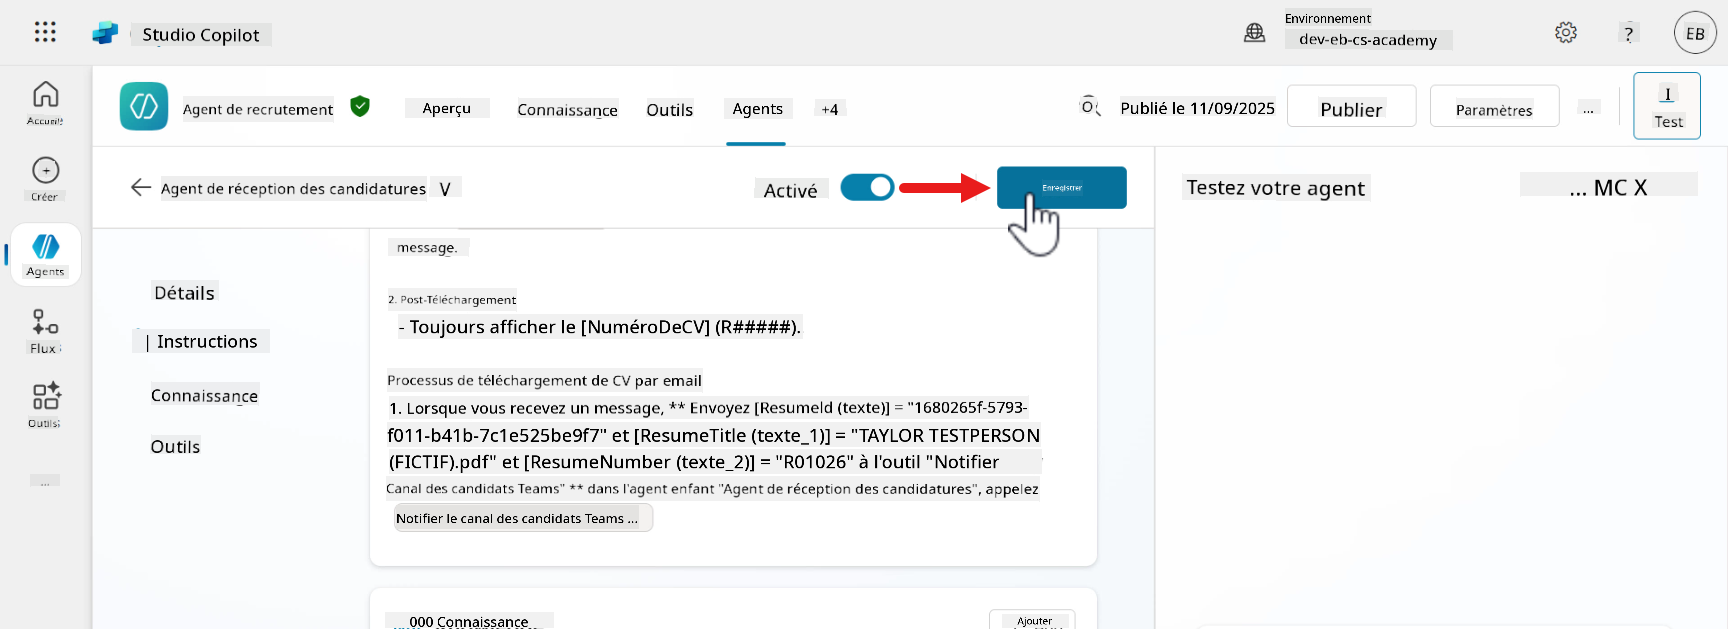 Studio Copilot
Environnement
dev-eb-cs-academy
?
EB
Accueil
Créer
Agents
Flux
Outils
...
Agent de recrutement
Aperçu
Connaissance
Outils
Agents
+4
Publié le 11/09/2025
Publier
Paramètres
...
I
Test
Agent de réception des candidatures V
Activé
Enregistrer
Testez votre agent
... MC X
Détails
| Instructions
Connaissance
Outils
message.
2. Post-Téléchargement
- Toujours afficher le [NuméroDeCV] (R#####).
Processus de téléchargement de CV par email
1. Lorsque vous recevez un message, ** Envoyez [ResumeId (texte)] = "1680265f-5793-
f011-b41b-7c1e525be9f7" et [ResumeTitle (texte_1)] = "TAYLOR TESTPERSON
(FICTIF).pdf" et [ResumeNumber (texte_2)] = "R01026" à l'outil "Notifier
Canal des candidats Teams" ** dans l'agent enfant "Agent de réception des candidatures", appelez
Notifier le canal des candidats Teams ...
000 Connaissance
Ajouter